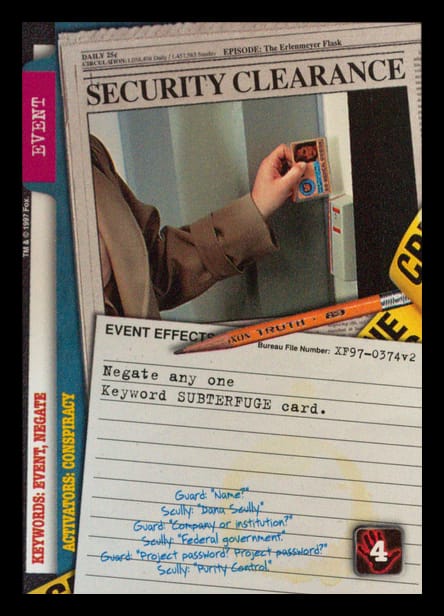 DAILY 25¢
EPISODE: The Erlenmeyer Flask
SECURITY CLEARANCE
EVENT
TM & © 1997 Fox
EVENT EFFECTS
TRUTH
Bureau File Number: XF97-0374v2
Negate any one
Keyword SUBTERFUGE card.
KEYWORDS: EVENT, NEGATE
ACTIVATORS: CONSPIRACY
Guard: "Name?"
Scully: "Dana Scully."
Guard: "Company or institution?"
Scully: "Federal government."
Guard: "Project password? Project password?"
Scully: "Purity Control."
4